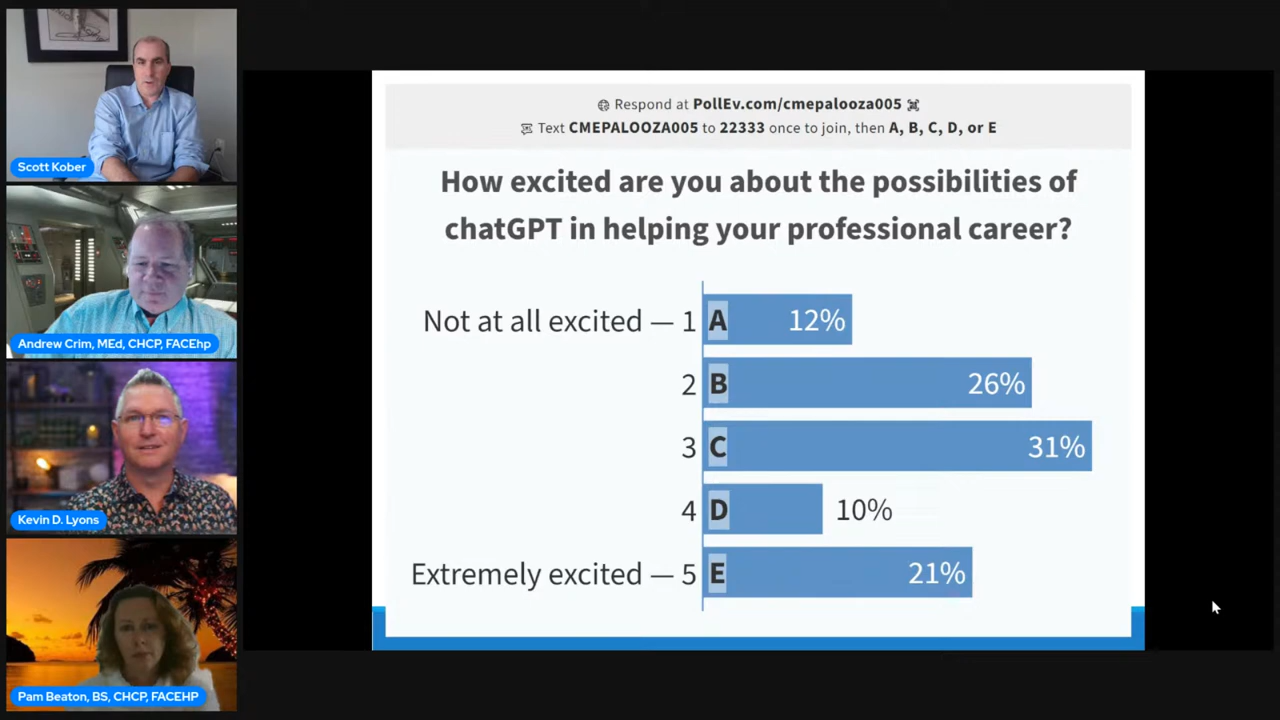 Scott Kober
Andrew Crim, MEd, CHCP, FACEhp
Kevin D. Lyons
Pam Beaton, BS, CHCP, FACEHP
Respond at PollEv.com/cmepalooza005
Text CMEPALOOZA005 to 22333 once to join, then A, B, C, D, or E
How excited are you about the possibilities of
chatGPT in helping your professional career?
Not at all excited — 1 A 12%
2 B 26%
3 C 31%
4 D 10%
Extremely excited — 5 E 21%